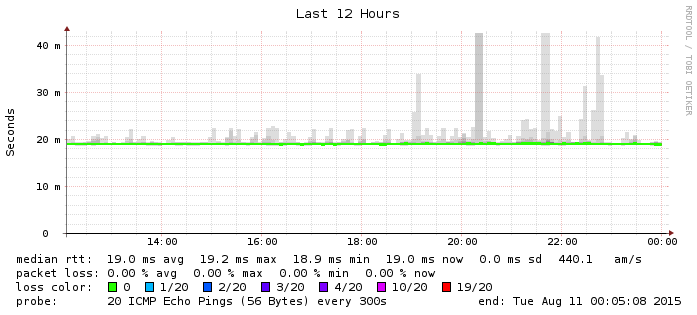 Last 12 Hours
RRDTOOL / TOBI OETIKER
Seconds
40 m
30 m
20 m
10 m
0
14:00 16:00 18:00 20:00 22:00 00:00
median rtt: 19.0 ms avg 19.2 ms max 18.9 ms min 19.0 ms now 0.0 ms sd 440.1 am/s
packet loss: 0.00 % avg 0.00 % max 0.00 % min 0.00 % now
loss color: 0 1/20 2/20 3/20 4/20 10/20 19/20
probe: 20 ICMP Echo Pings (56 Bytes) every 300s end: Tue Aug 11 00:05:08 2015